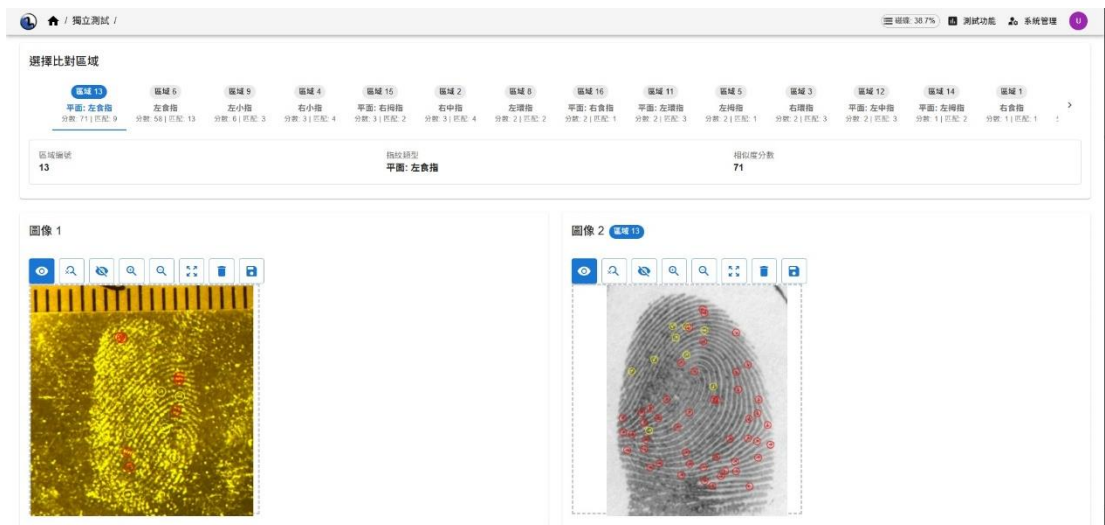 / 獨立測試 /
磁碟: 38.7%
測試功能
系統管理
U
選擇比對區域
區域 13
平面: 左食指
分數: 71 | 匹配: 9
區域 6
左食指
分數: 58 | 匹配: 13
區域 9
左小指
分數: 6 | 匹配: 3
區域 4
右小指
分數: 3 | 匹配: 4
區域 15
平面: 右拇指
分數: 3 | 匹配: 2
區域 2
右中指
分數: 3 | 匹配: 4
區域 8
左環指
分數: 2 | 匹配: 2
區域 16
平面: 右食指
分數: 2 | 匹配: 1
區域 11
平面: 左環指
分數: 2 | 匹配: 3
區域 5
左拇指
分數: 2 | 匹配: 1
區域 3
右環指
分數: 2 | 匹配: 3
區域 12
平面: 左中指
分數: 2 | 匹配: 3
區域 14
平面: 左拇指
分數: 1 | 匹配: 2
區域 1
右食指
分數: 1 | 匹配: 1
區域編號
13
指紋類型
平面: 左食指
相似度分數
71
圖像 1
圖像 2
區域 13